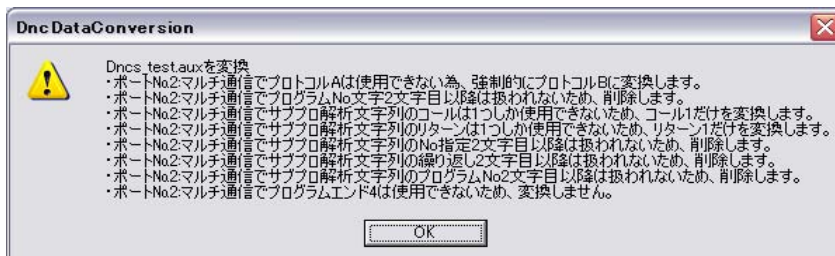 DncDataConversion
Dncs_test.auxを変換
・ポートNo.2:マルチ通信でプロトコルAは使用できない為、強制的にプロトコルBに変換します。
・ポートNo.2:マルチ通信でプログラムNo文字2文字目以降は扱われないため、削除します。
・ポートNo.2:マルチ通信でサブプロ解析文字列のコールは1つしか使用できないため、コール1だけを変換します。
・ポートNo.2:マルチ通信でサブプロ解析文字列のリターンは1つしか使用できないため、リターン1だけを変換します。
・ポートNo.2:マルチ通信でサブプロ解析文字列のNo指定2文字目以降は扱われないため、削除します。
・ポートNo.2:マルチ通信でサブプロ解析文字列の繰り返し2文字目以降は扱われないため、削除します。
・ポートNo.2:マルチ通信でサブプロ解析文字列のプログラムNo2文字目以降は扱われないため、削除します。
・ポートNo.2:マルチ通信でプログラムエンド4は使用できないため、変換しません。
OK